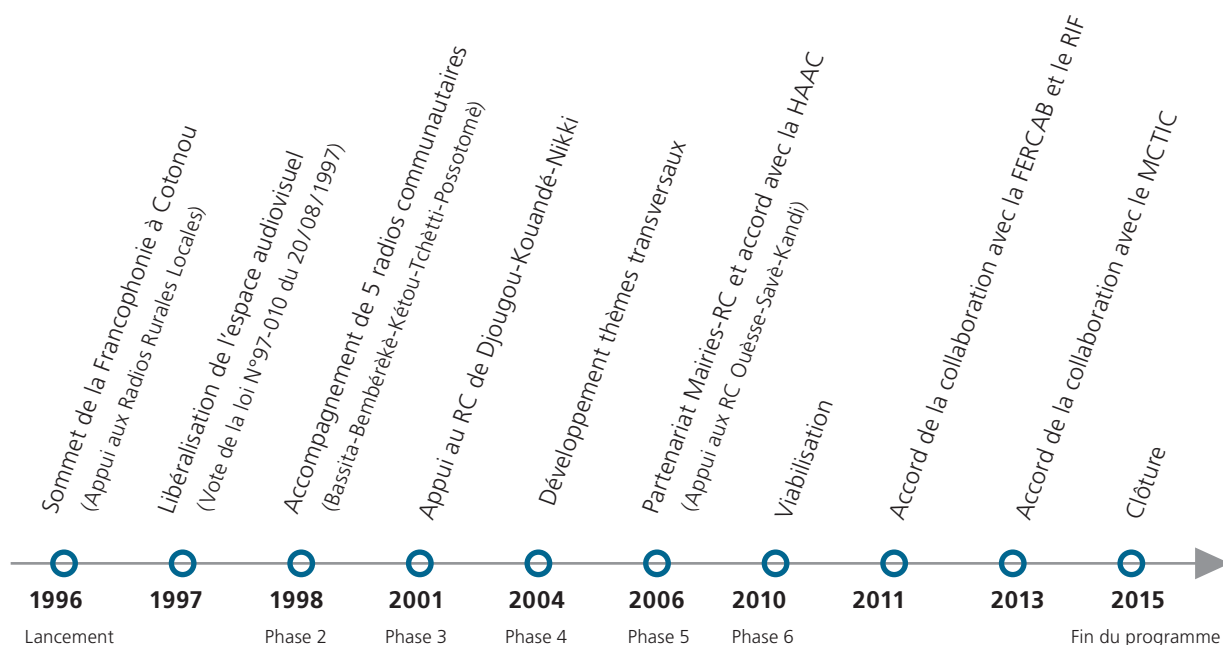 Sommet de la Francophonie à Cotonou
(Appui aux Radios Rurales Locales)
Libéralisation de l'espace audiovisuel
(Vote de la loi N°97-010 du 20/08/1997)
Accompagnement de 5 radios communautaires
(Bassita-Bembérèkè-Kétou-Tchètti-Possotomè)
Appui au RC de Djougou-Kouandé-Nikki
Développement thèmes transversaux
Partenariat Mairies-RC et accord avec la HAAC
(Appui aux RC Ouèsse-Savè-Kandi)
Viabilisation
Accord de la collaboration avec la FERCAB et le RIF
Accord de la collaboration avec le MCTIC
Clôture
1996 1997 1998 2001 2004 2006 2010 2011 2013 2015
Lancement Phase 2 Phase 3 Phase 4 Phase 5 Phase 6 Fin du programme